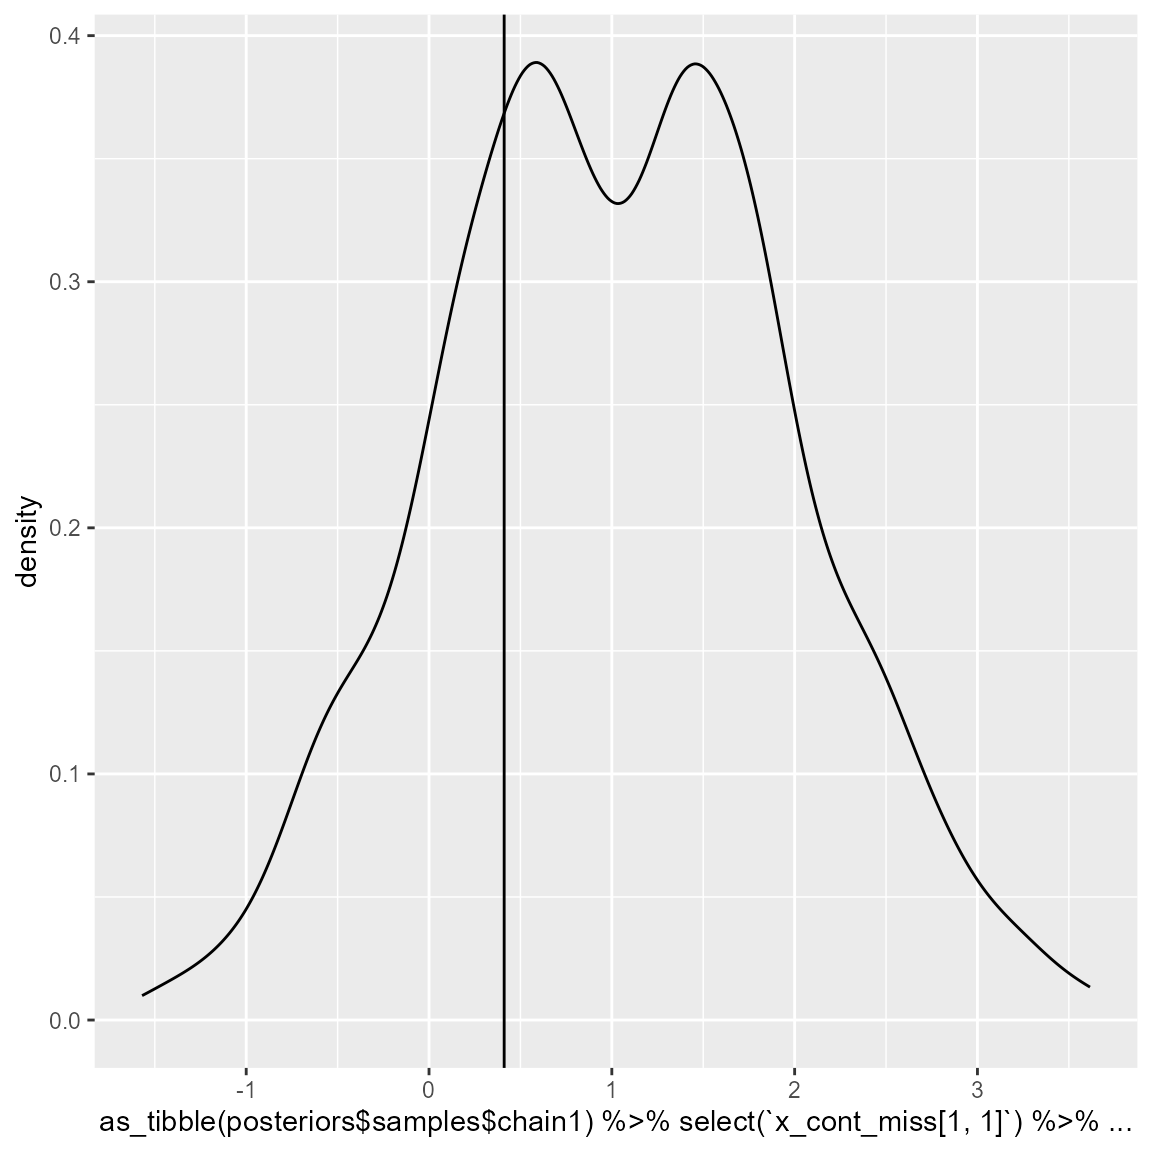 0.4
0.3
0.2
0.1
0.0
density
-1 0 1 2 3
as_tibble(posteriors$samples$chain1) %>% select(`x_cont_miss[1, 1]`) %>% ...